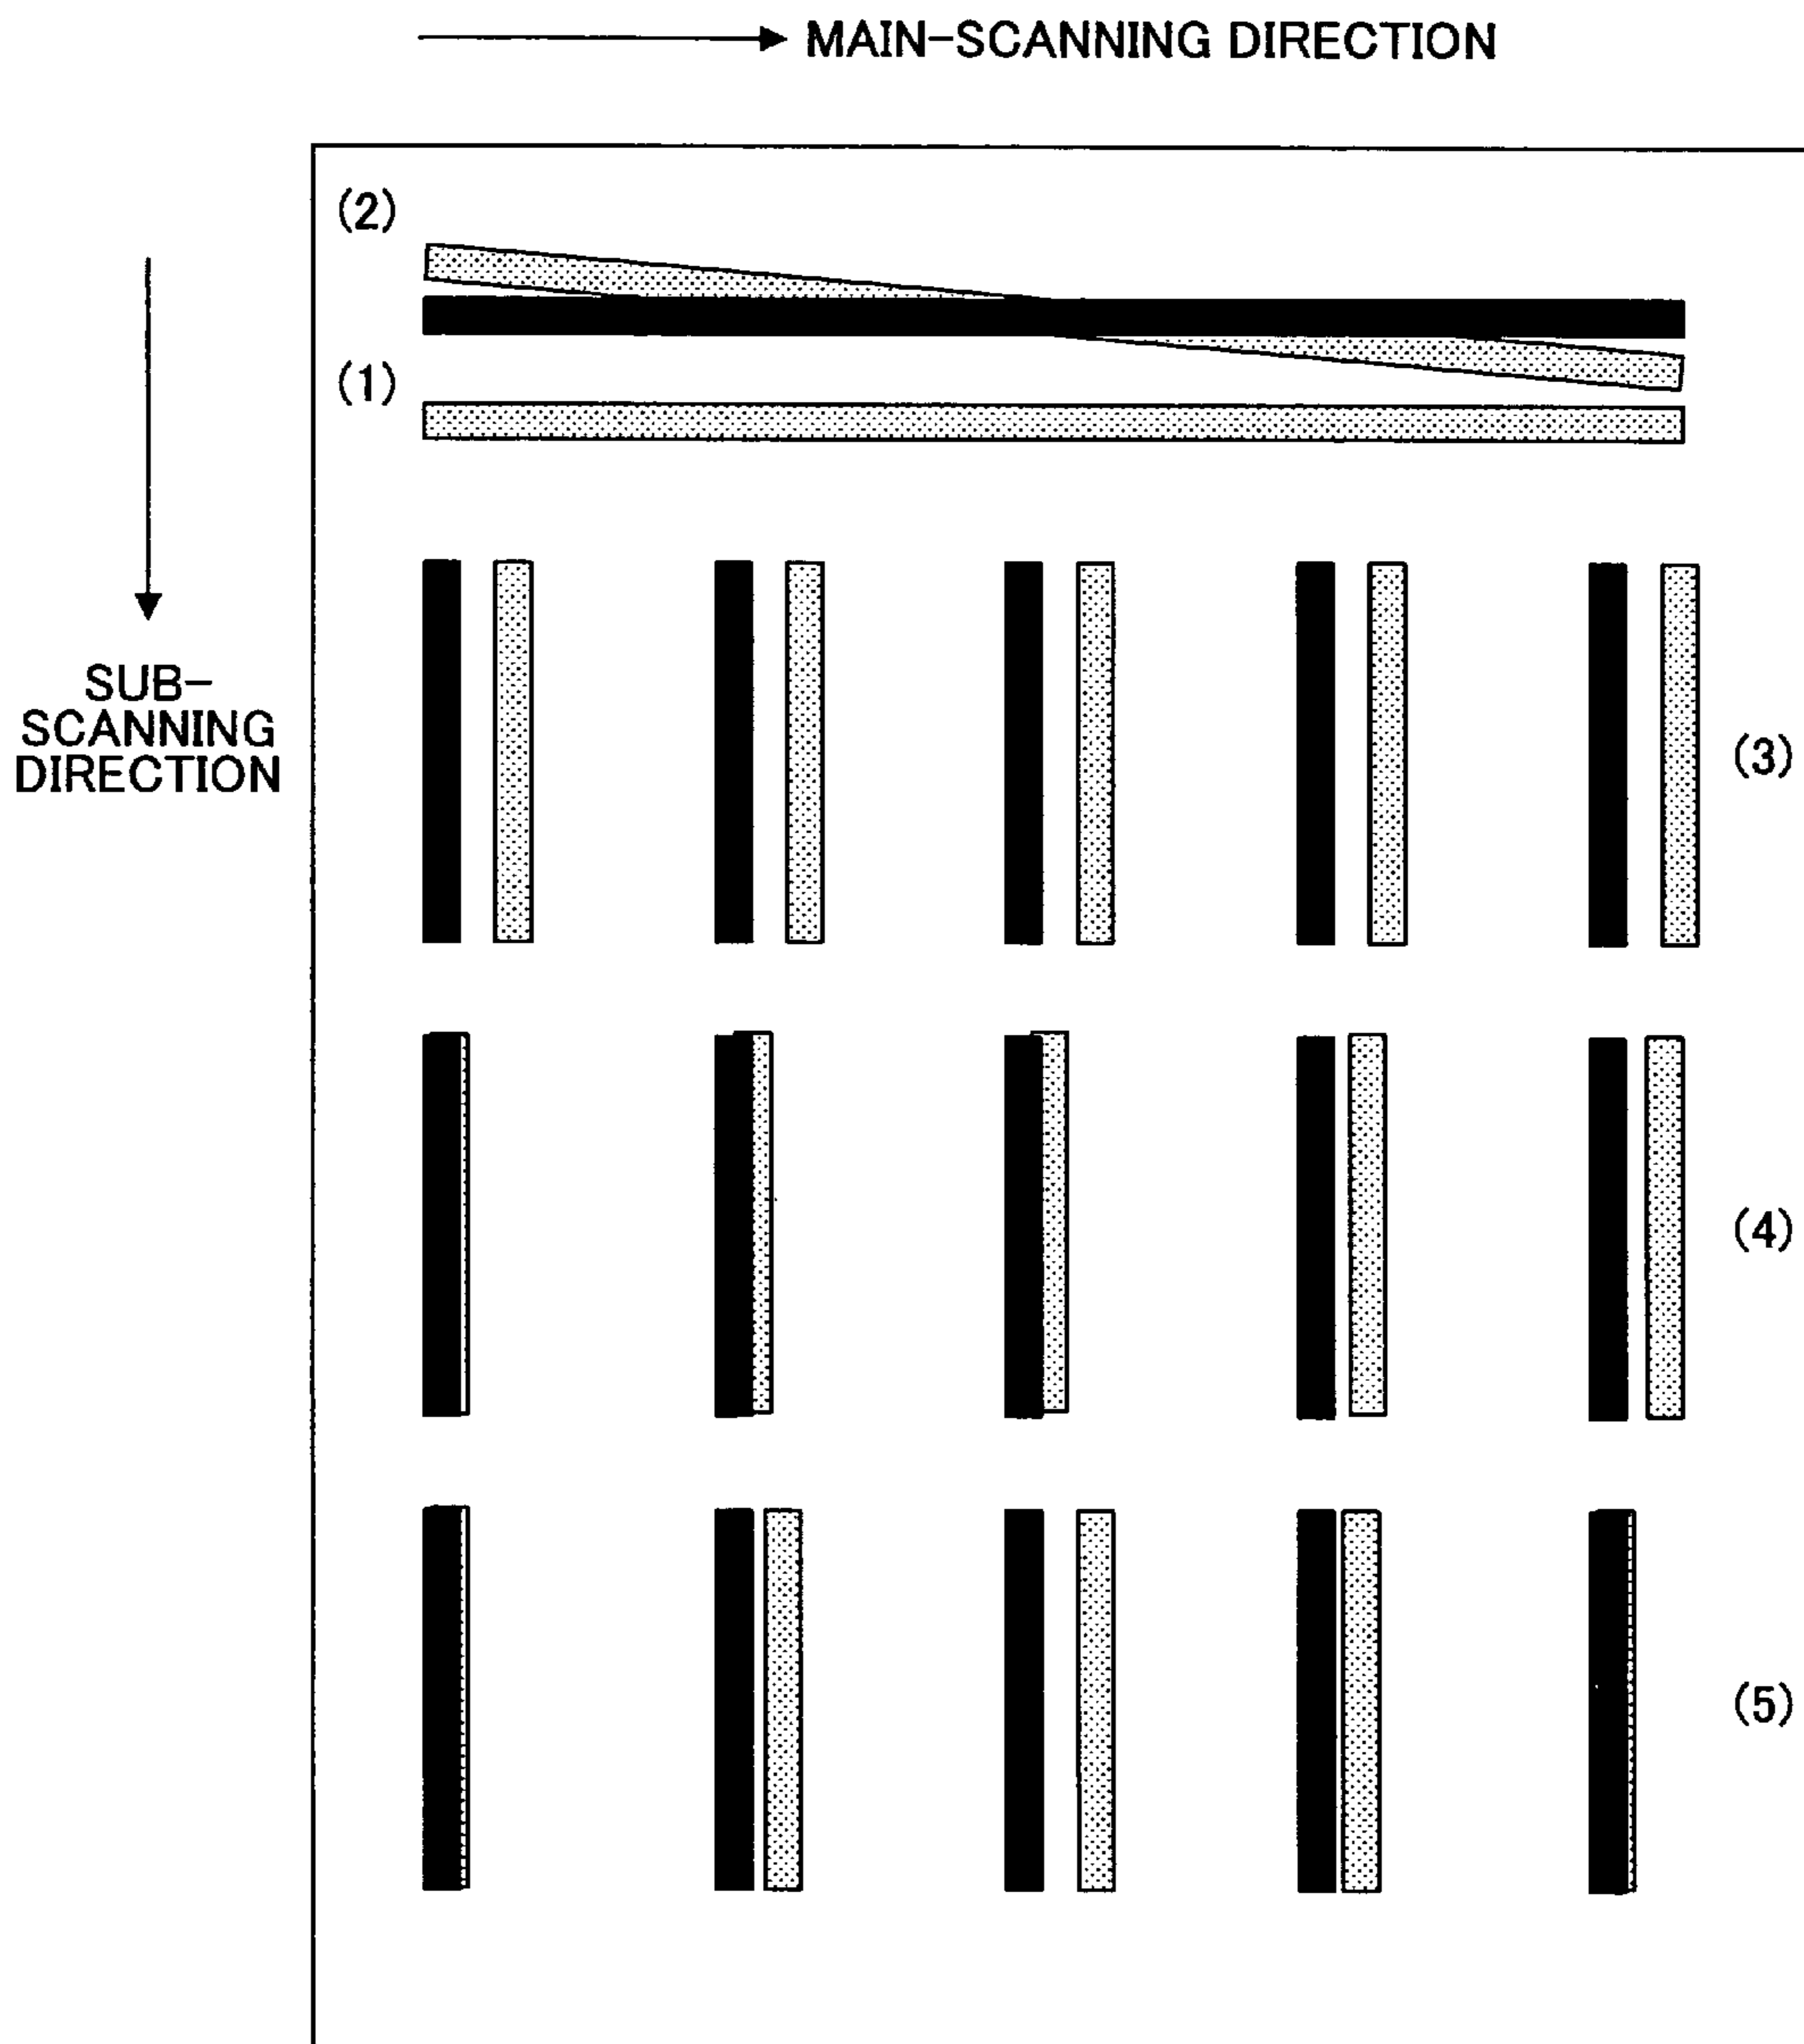 MAIN-SCANNING DIRECTION
(2)
(1)
SUB-
SCANNING
DIRECTION
(3)
(4)
(5)